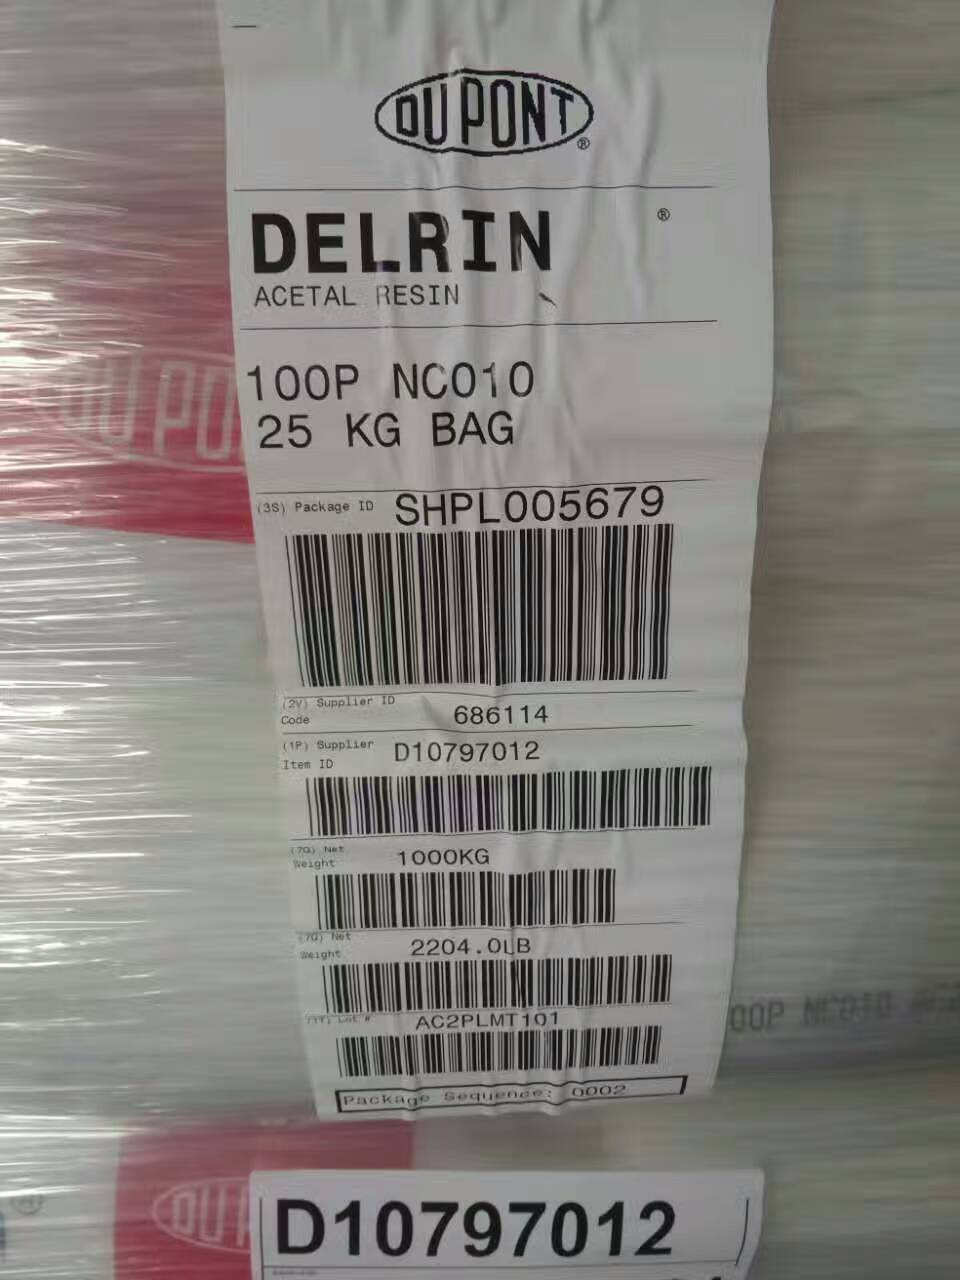 DUPONT®
DELRIN ®
ACETAL RESIN
100P NC010
25 KG BAG
(3S) Package ID SHPL005679
(2V) Supplier ID
Code 686114
(1P) Supplier
Item ID D10797012
(7Q) Net
Weight 1000KG
(7Q) Net
Weight 2204.0LB
(1T) Lot # AC2PLMT101
Package Sequence: 0002
DU PO
00P NC010
DU P
D10797012